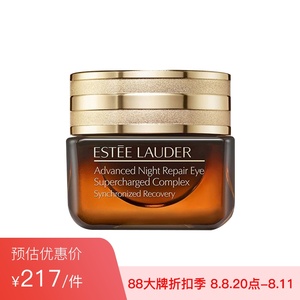 ESTĒE LAUDER
Advanced Night Repair Eye
Supercharged Complex
Synchronized Recovery
预估优惠价
¥217/件
88大牌折扣季 8.8.20点-8.11